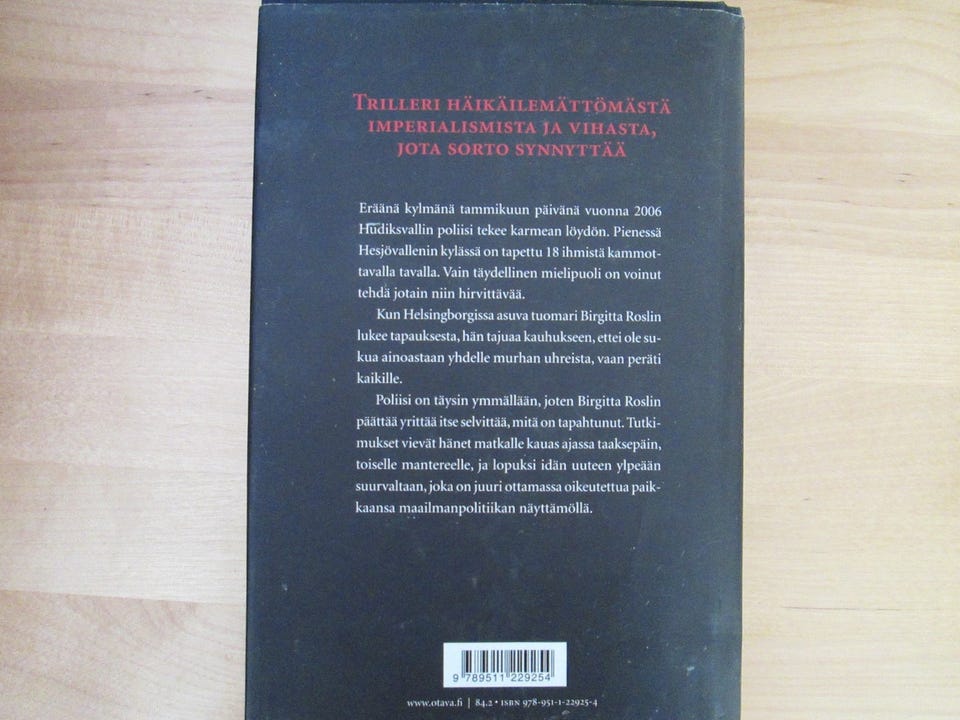 TRILLERI HÄIKÄILEMÄTTÖMÄSTÄ
IMPERIALISMISTA JA VIHASTA,
JOTA SORTO SYNNYTTÄÄ
Eräänä kylmänä tammikuun päivänä vuonna 2006
Hudiksvallin poliisi tekee karmean löydön. Pienessä
Hesjövallenin kylässä on tapettu 18 ihmistä kammot-
tavalla tavalla. Vain täydellinen mielipuoli on voinut
tehdä jotain niin hirvittävää.
Kun Helsingborgissa asuva tuomari Birgitta Roslin
lukee tapauksesta, hän tajuaa kauhukseen, ettei ole su-
kua ainoastaan yhdelle murhan uhreista, vaan peräti
kaikille.
Poliisi on täysin ymmällään, joten Birgitta Roslin
päättää yrittää itse selvittää, mitä on tapahtunut. Tutki-
mukset vievät hänet matkalle kauas ajassa taaksepäin,
toiselle mantereelle, ja lopuksi idän uuteen ylpeään
suurvaltaan, joka on juuri ottamassa oikeutettua paik-
kaansa maailmanpolitiikan näyttämöllä.
9 789511 229254
www.otava.fi | 84.2 • ISBN 978-951-1-22925-4